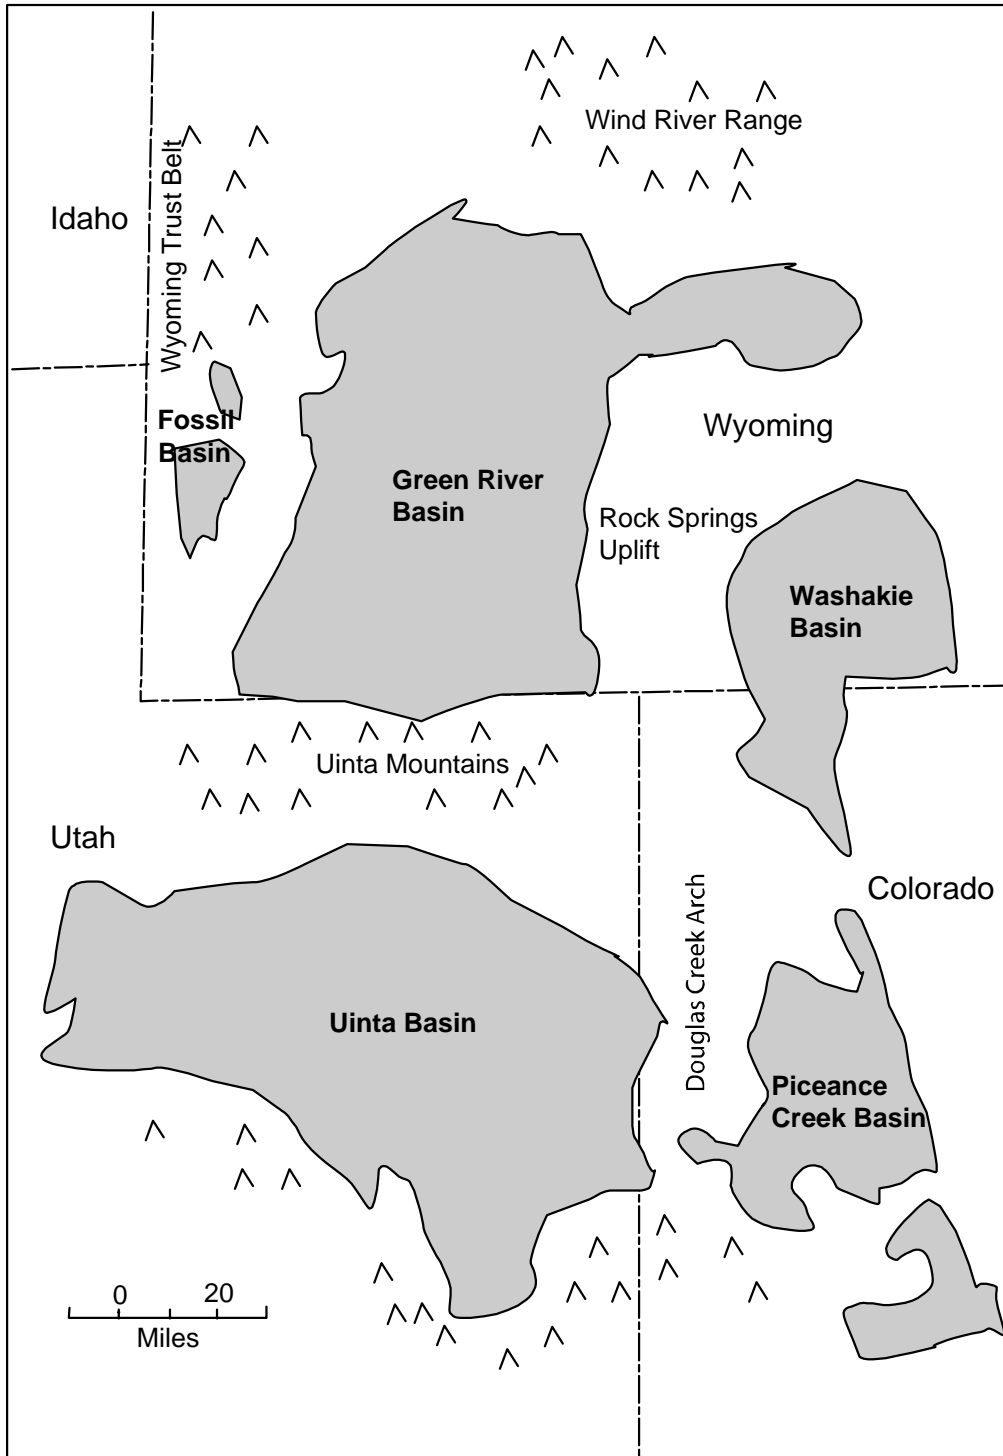 Wind River Range
Wyoming Trust Belt
Idaho
Fossil
Basin
Wyoming
Green River
Basin
Rock Springs
Uplift
Washakie
Basin
Uinta Mountains
Utah
Colorado
Douglas Creek Arch
Uinta Basin
Piceance
Creek Basin
0 20
Miles